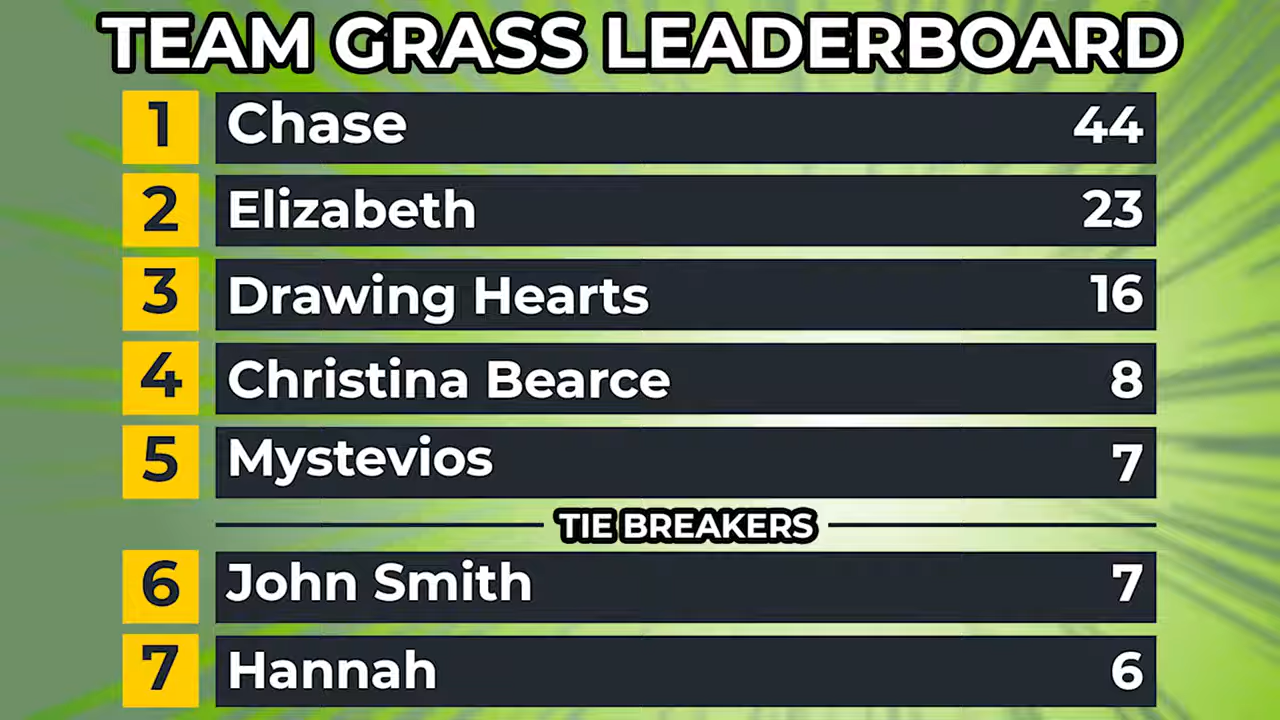 TEAM GRASS LEADERBOARD
1 Chase 44
2 Elizabeth 23
3 Drawing Hearts 16
4 Christina Bearce 8
5 Mystevios 7
TIE BREAKERS
6 John Smith 7
7 Hannah 6